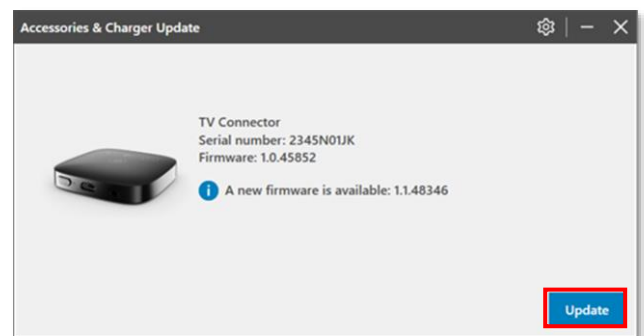 Accessories & Charger Update
TV Connector
Serial number: 2345N01JK
Firmware: 1.0.45852
A new firmware is available: 1.1.48346
Update